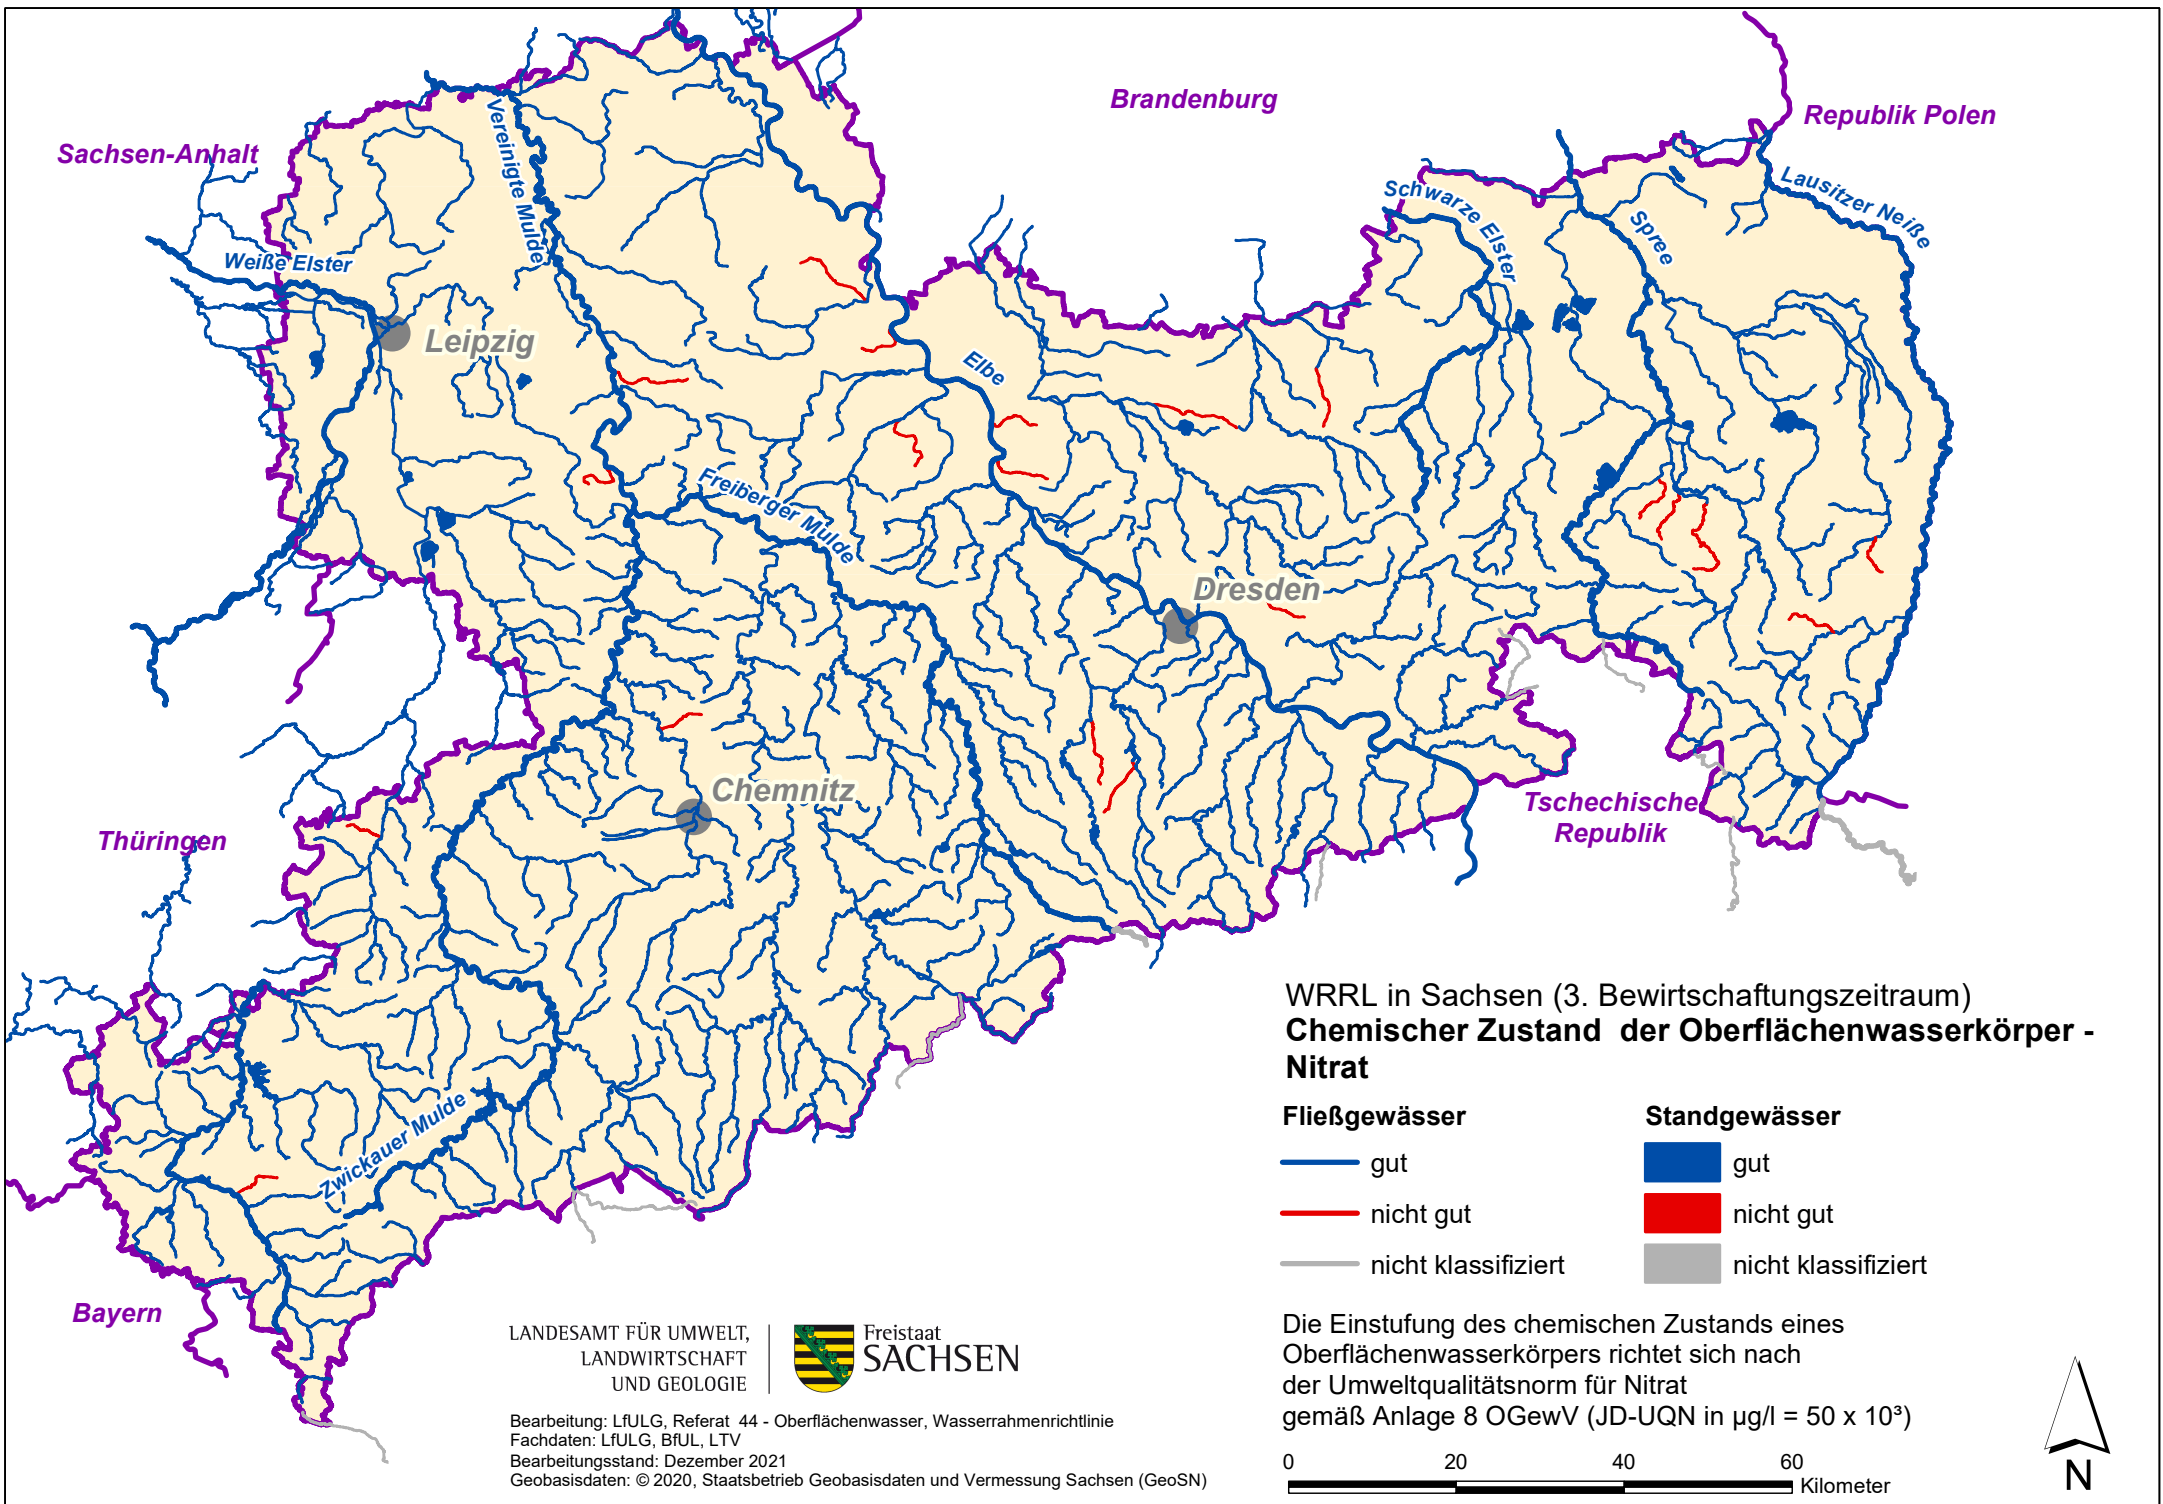 Brandenburg
Republik Polen
Sachsen-Anhalt
Vereinigte Mulde
Lausitzer Neiße
Schwarze Elster
Spree
Weiße Elster
Leipzig
Elbe
Freiberger Mulde
Dresden
Chemnitz
Tschechische
Republik
Thüringen
Zwickauer Mulde
Bayern
WRRL in Sachsen (3. Bewirtschaftungszeitraum)
Chemischer Zustand der Oberflächenwasserkörper -
Nitrat
Fließgewässer
gut
nicht gut
nicht klassifiziert
Standgewässer
gut
nicht gut
nicht klassifiziert
Die Einstufung des chemischen Zustands eines
Oberflächenwasserkörpers richtet sich nach
der Umweltqualitätsnorm für Nitrat
gemäß Anlage 8 OGewV (JD-UQN in µg/l = 50 x 10³)
0 20 40 60
Kilometer
N
LANDESAMT FÜR UMWELT,
LANDWIRTSCHAFT
UND GEOLOGIE
Freistaat
SACHSEN
Bearbeitung: LfULG, Referat 44 - Oberflächenwasser, Wasserrahmenrichtlinie
Fachdaten: LfULG, BfUL, LTV
Bearbeitungsstand: Dezember 2021
Geobasisdaten: © 2020, Staatsbetrieb Geobasisdaten und Vermessung Sachsen (GeoSN)